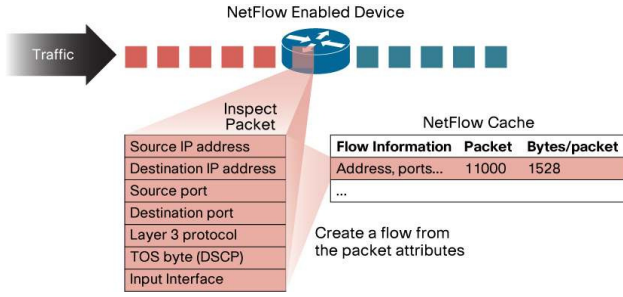 NetFlow Enabled Device
Traffic
Inspect
Packet
Source IP address
Destination IP address
Source port
Destination port
Layer 3 protocol
TOS byte (DSCP)
Input Interface
NetFlow Cache
Flow Information Packet Bytes/packet
Address, ports... 11000 1528
...
Create a flow from
the packet attributes